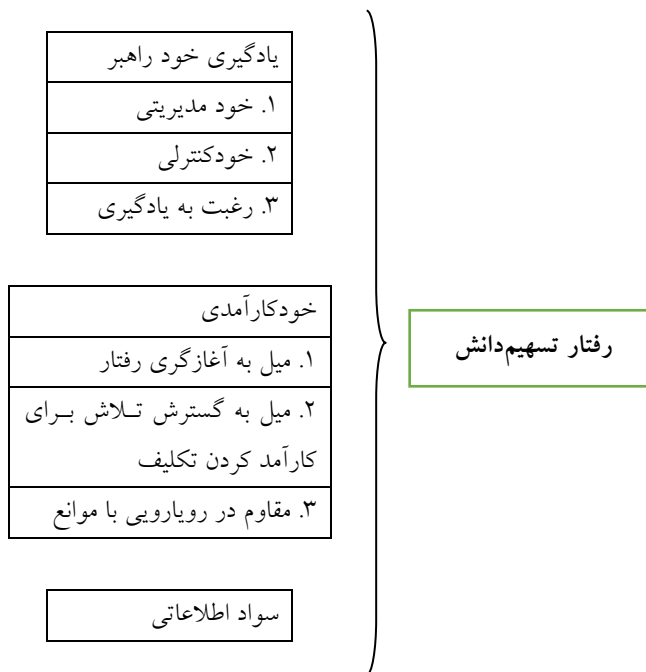 یادگیری خود راهبر
۱. خود مدیریتی
۲. خودکنترلی
۳. رغبت به یادگیری
خودکارآمدی
۱. میل به آغازگری رفتار
۲. میل به گسترش تلاش برای
کارآمد کردن تکلیف
۳. مقاوم در رویارویی با موانع
سواد اطلاعاتی
رفتار تسهیم‌دانش